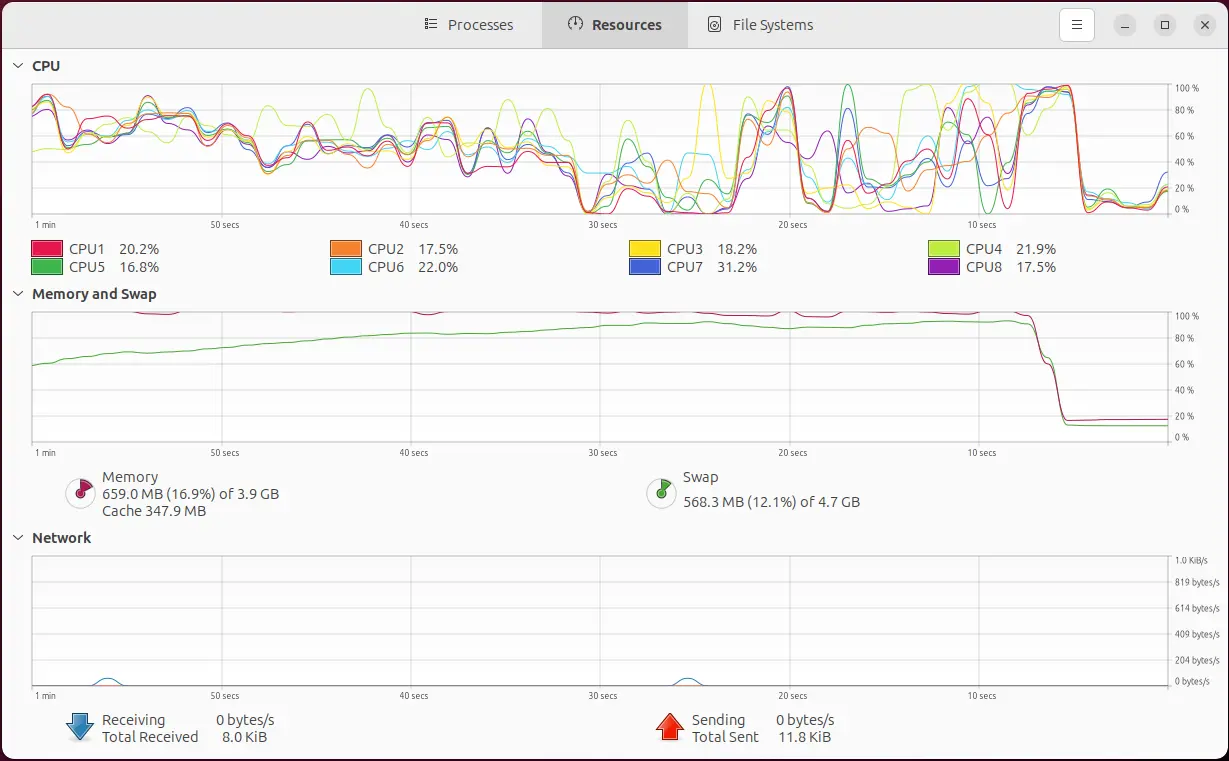 Processes Resources File Systems
CPU
100 %
80 %
60 %
40 %
20 %
0 %
1 min 50 secs 40 secs 30 secs 20 secs 10 secs
CPU1 20.2% CPU2 17.5% CPU3 18.2% CPU4 21.9%
CPU5 16.8% CPU6 22.0% CPU7 31.2% CPU8 17.5%
Memory and Swap
100 %
80 %
60 %
40 %
20 %
0 %
1 min 50 secs 40 secs 30 secs 20 secs 10 secs
Memory
659.0 MB (16.9%) of 3.9 GB
Cache 347.9 MB
Swap
568.3 MB (12.1%) of 4.7 GB
Network
1.0 KiB/s
819 bytes/s
614 bytes/s
409 bytes/s
204 bytes/s
0 bytes/s
1 min 50 secs 40 secs 30 secs 20 secs 10 secs
Receiving 0 bytes/s
Total Received 8.0 KiB
Sending 0 bytes/s
Total Sent 11.8 KiB